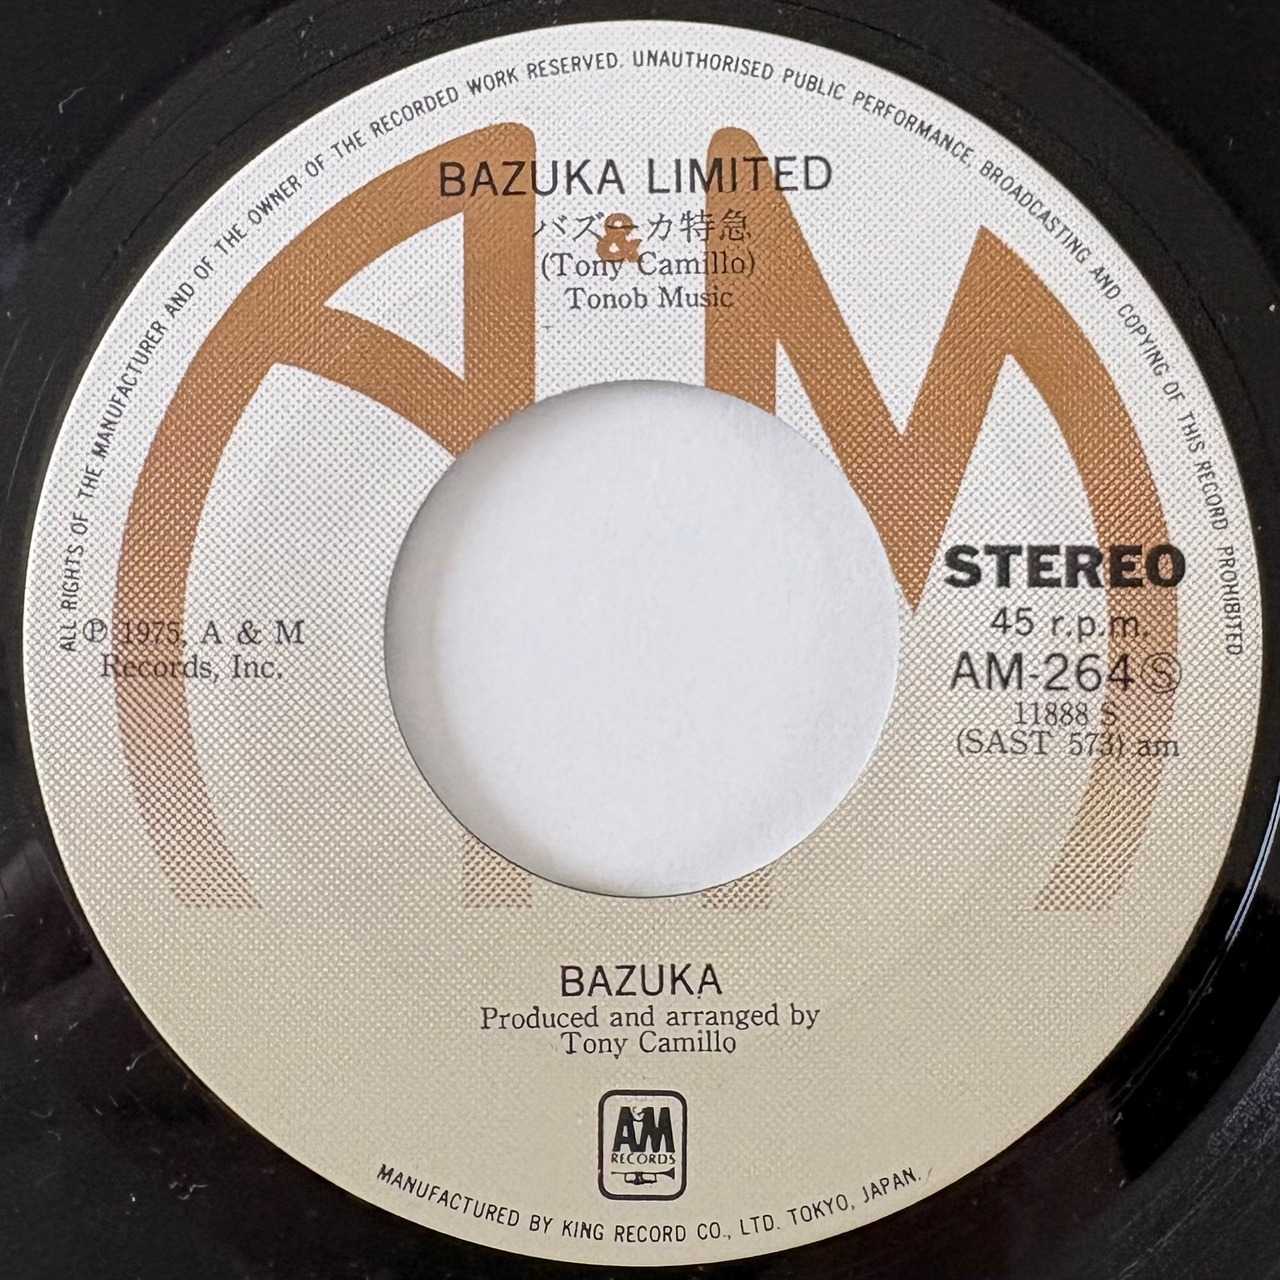 ALL RIGHTS OF THE MANUFACTURER AND OF THE OWNER OF THE RECORDED WORK RESERVED. UNAUTHORISED PUBLIC PERFORMANCE, BROADCASTING AND COPYING OF THIS RECORD PROHIBITED
BAZUKA LIMITED
&
バズーカ特急
(Tony Camillo)
Tonob Music
STEREO
45 r.p.m.
AM-264Ⓢ
11888 S
(SAST 573) am
℗ 1975, A & M
Records, Inc.
BAZUKA
Produced and arranged by
Tony Camillo
A&M
RECORDS
MANUFACTURED BY KING RECORD CO., LTD. TOKYO, JAPAN.